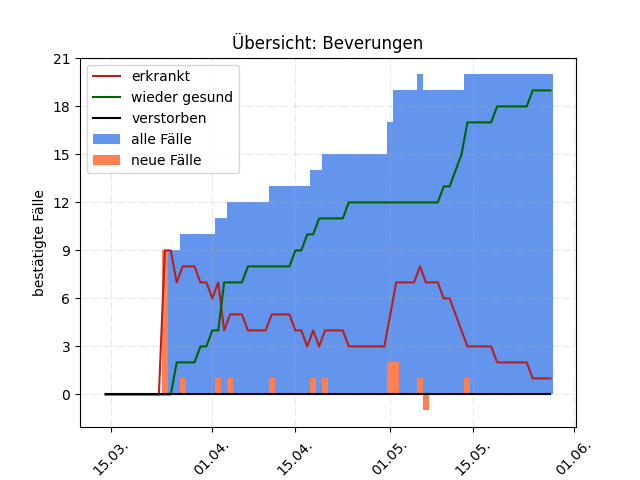 Übersicht: Beverungen
bestätigte Fälle
21
18
15
12
9
6
3
0
erkrankt
wieder gesund
verstorben
alle Fälle
neue Fälle
15.03.
01.04.
15.04.
01.05.
15.05.
01.06.